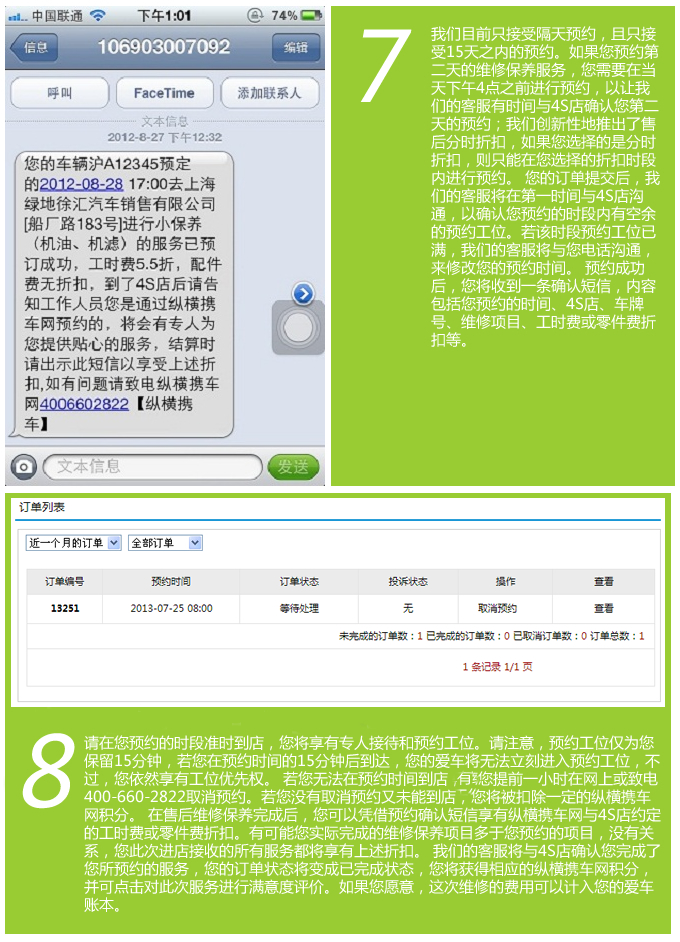 中国联通 下午1:01 74%
信息 106903007092 编辑
呼叫 FaceTime 添加联系人
文本信息
2012-8-27 下午12:32
您的车辆沪A12345预定
的2012-08-28 17:00去上海
绿地徐汇汽车销售有限公司
[船厂路183号]进行小保养
（机油、机滤）的服务已预
订成功，工时费5.5折，配件
费无折扣，到了4S店后请告
知工作人员您是通过纵横携
车网预约的，将会有专人为
您提供贴心的服务，结算时
请出示此短信以享受上述折
扣,如有问题请致电纵横携车
网4006602822【纵横携
车】
文本信息 发送
7
我们目前只接受隔天预约，且只接
受15天之内的预约。如果您预约第
二天的维修保养服务，您需要在当
天下午4点之前进行预约，以让我
们的客服有时间与4S店确认您第二
天的预约；我们创新性地推出了售
后分时折扣，如果您选择的是分时
折扣，则只能在您选择的折扣时段
内进行预约。 您的订单提交后，我
们的客服将在第一时间与4S店沟
通，以确认您预约的时段内有空余
的预约工位。若该时段预约工位已
满，我们的客服将与您电话沟通，
来修改您的预约时间。 预约成功
后，您将收到一条确认短信，内容
包括您预约的时间、4S店、车牌
号、维修项目、工时费或零件费折
扣等。
订单列表
近一个月的订单 全部订单
订单编号 预约时间 订单状态 投诉状态 操作 查看
13251 2013-07-25 08:00 等待处理 无 取消预约 查看
未完成的订单数：1 已完成的订单数：0 已取消订单数：0 订单总数：1
1 条记录 1/1 页
8
请在您预约的时段准时到店，您将享有专人接待和预约工位。请注意，预约工位仅为您
保留15分钟，若您在预约时间的15分钟后到达，您的爱车将无法立刻进入预约工位，不
过，您依然享有工位优先权。 若您无法在预约时间到店，有 您提前一小时在网上或致电
400-660-2822取消预约。若您没有取消预约又未能到店，您将被扣除一定的纵横携车
网积分。 在售后维修保养完成后，您可以凭借预约确认短信享有纵横携车网与4S店约定
的工时费或零件费折扣。有可能您实际完成的维修保养项目多于您预约的项目，没有关
系，您此次进店接收的所有服务都将享有上述折扣。 我们的客服将与4S店确认您完成了
您所预约的服务，您的订单状态将变成已完成状态，您将获得相应的纵横携车网积分，
并可点击对此次服务进行满意度评价。如果您愿意，这次维修的费用可以计入您的爱车
账本。